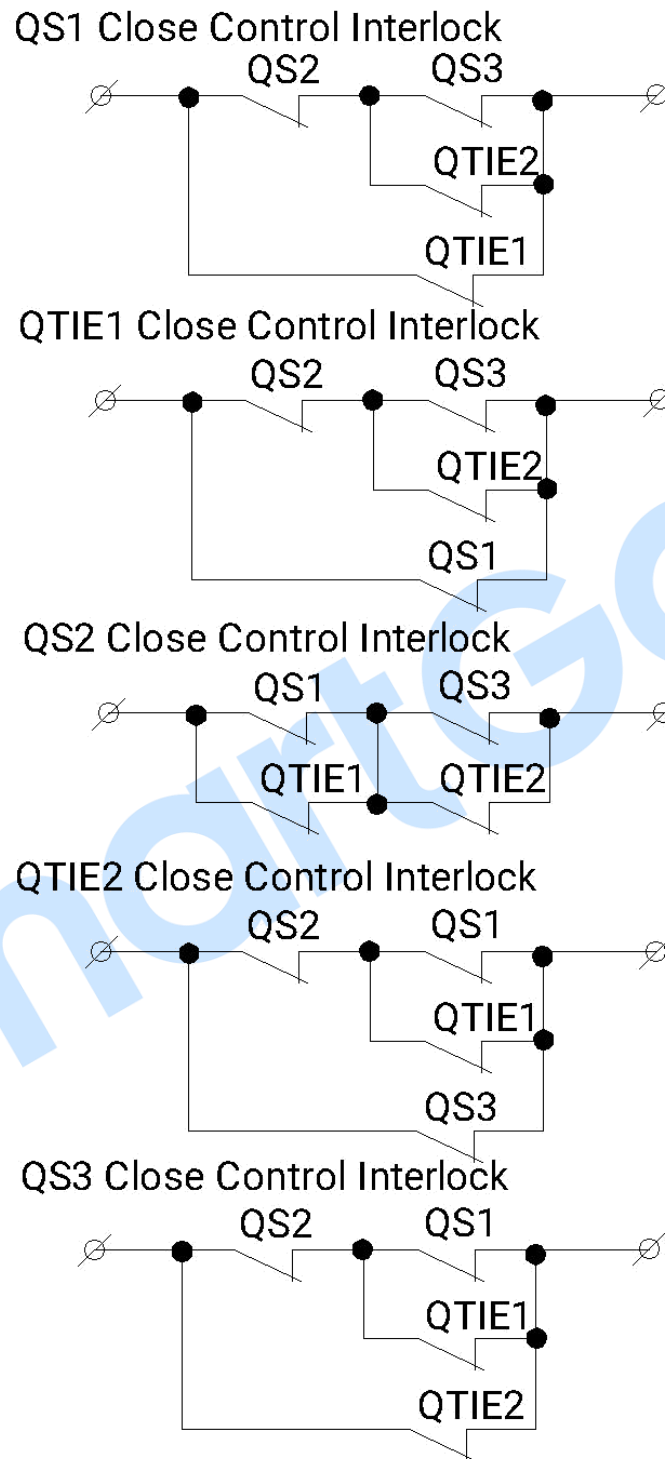 QS1 Close Control Interlock
QS2 QS3
QTIE2
QTIE1
QTIE1 Close Control Interlock
QS2 QS3
QTIE2
QS1
QS2 Close Control Interlock
QS1 QS3
QTIE1 QTIE2
QTIE2 Close Control Interlock
QS2 QS1
QTIE1
QS3
QS3 Close Control Interlock
QS2 QS1
QTIE1
QTIE2